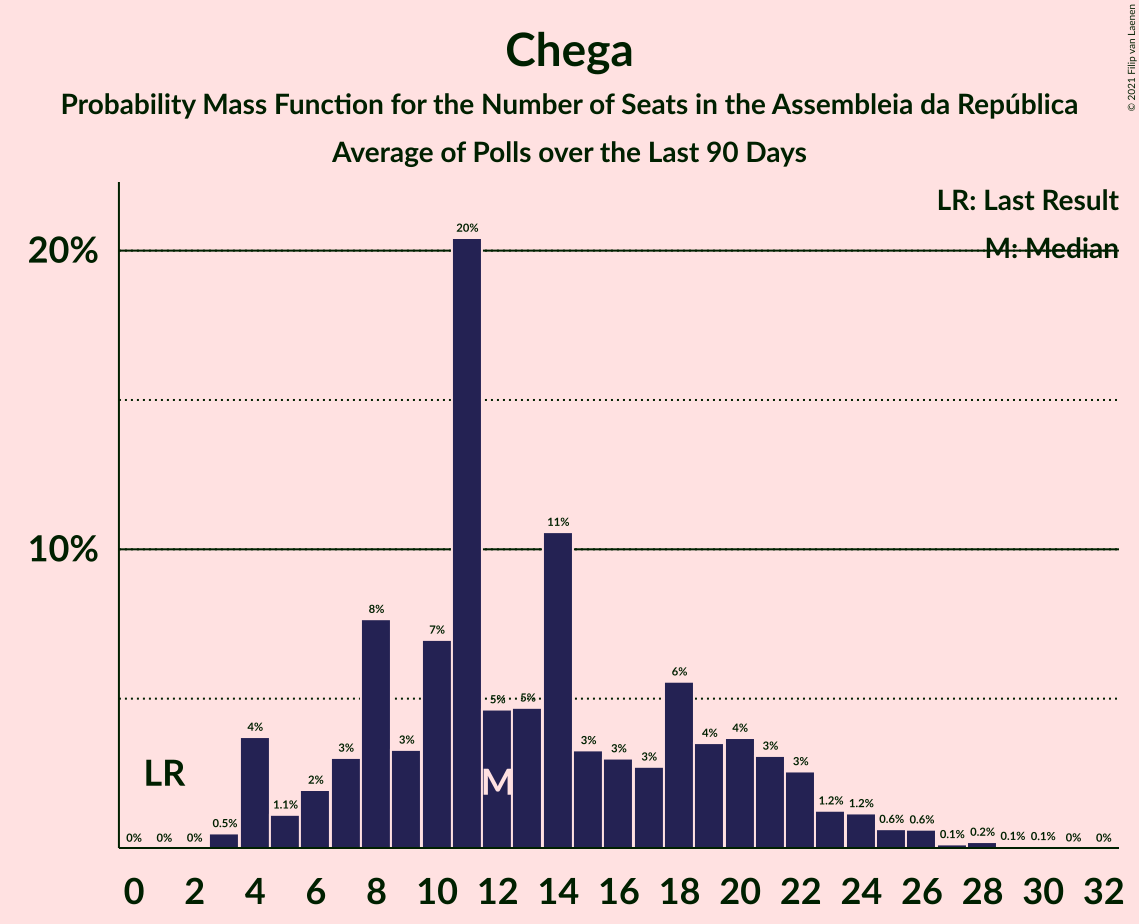 © 2021 Filip van Laenen
Chega
Probability Mass Function for the Number of Seats in the Assembleia da República
Average of Polls over the Last 90 Days
LR: Last Result
M: Median
20%
10%
0% 0% 0% 0.5% 4% 1.1% 2% 3% 8% 3% 7% 20% 5% 5% 11% 3% 3% 3% 6% 4% 4% 3% 3% 1.2% 1.2% 0.6% 0.6% 0.1% 0.2% 0.1% 0.1% 0% 0%
LR
M
0 2 4 6 8 10 12 14 16 18 20 22 24 26 28 30 32